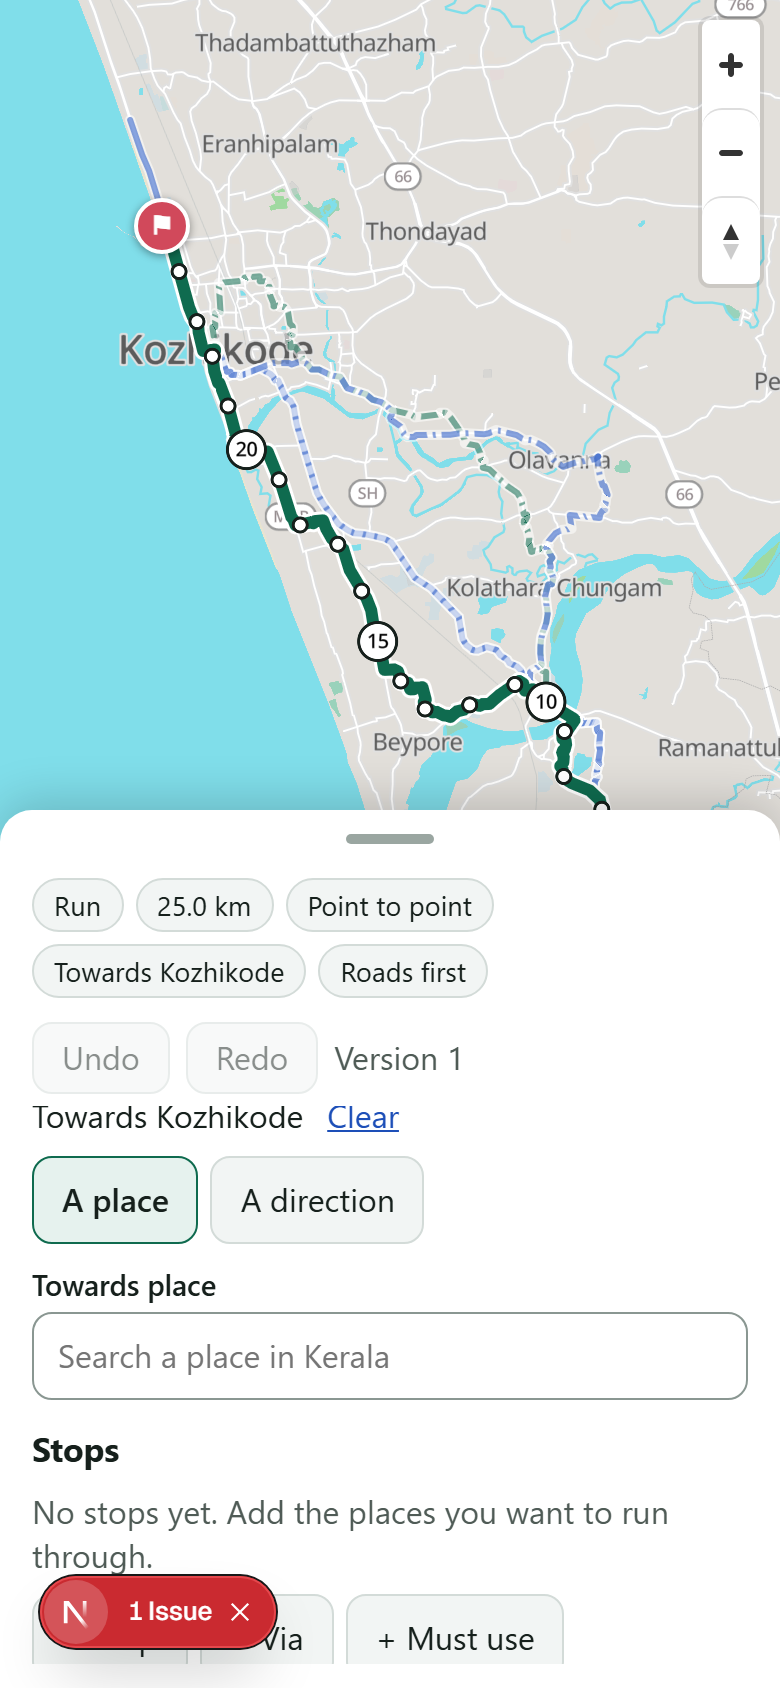 766
Thadambattuthazham
Eranhipalam
66
Thondayad
Kozhikode
Pe
20
Olavanna
SH
66
Kolathara Chungam
15
10
Beypore
Ramanattu
Run
25.0 km
Point to point
Towards Kozhikode
Roads first
Undo
Redo
Version 1
Towards Kozhikode
Clear
A place
A direction
Towards place
Search a place in Kerala
Stops
No stops yet. Add the places you want to run
through.
1 Issue
Via
+ Must use